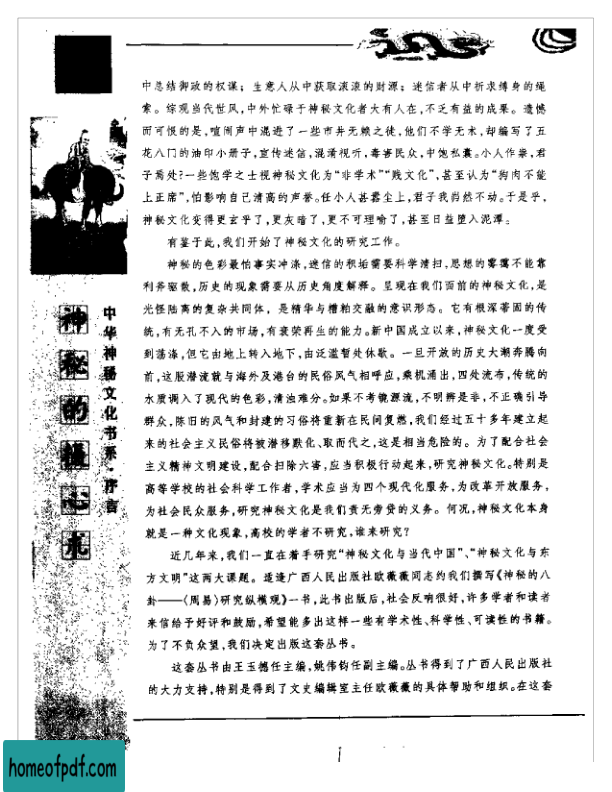 中总结御政的权谋；生意人从中获取滚滚的财源；迷信者从中祈求缚身的绳
索。综观当代世风，中外忙碌于神秘文化者大有人在，不乏有益的成果。遗憾
而可恨的是，喧闹声中混进了一些市井无赖之徒，他们不学无术，却编写了五
花八门的油印小册子，宣传迷信，混淆视听，毒害民众，中饱私囊。小人作祟，君
子焉处？一些饱学之士视神秘文化为“非学术”“贱文化”，甚至认为“狗肉不能
上正席”，怕影响自己清高的声誉。任小人甚嚣尘上，君子我岿然不动。于是乎，
神秘文化变得更玄乎了，更灰暗了，更不可理喻了，甚至日益堕入泥潭。
有鉴于此，我们开始了神秘文化的研究工作。
神秘的色彩最怕事实冲涤，迷信的积垢需要科学清扫，思想的雾霭不能靠
利斧驱散，历史的现象需要从历史角度解释。呈现在我们面前的神秘文化，是
光怪陆离的复杂共同体，是精华与糟粕交融的意识形态。它有根深蒂固的传
统，有无孔不入的市场，有衰荣再生的能力。新中国成立以来，神秘文化一度受
到荡涤，但它由地上转入地下，由泛滥暂处休歇。一旦开放的历史大潮奔腾向
前，这股潜流就与海外及港台的民俗风气相呼应，乘机涌出，四处流布，传统的
水质调入了现代的色彩，清浊难分。如果不考镜源流，不明辨是非，不正确引导
群众，陈旧的风气和封建的习俗将重新在民间复燃，我们经过五十多年建立起
来的社会主义民俗将被潜移默化、取而代之，这是相当危险的。为了配合社会
主义精神文明建设，配合扫除六害，应当积极行动起来，研究神秘文化。特别是
高等学校的社会科学工作者，学术应当为四个现代化服务，为改革开放服务，
为社会民众服务，研究神秘文化是我们责无旁贷的义务。何况，神秘文化本身
就是一种文化现象，高校的学者不研究，谁来研究？
近几年来，我们一直在着手研究“神秘文化与当代中国”、“神秘文化与东
方文明”这两大课题。适逢广西人民出版社欧薇薇同志约我们撰写《神秘的八
卦——〈周易〉研究纵横观》一书，此书出版后，社会反响很好，许多学者和读者
来信给予好评和鼓励，希望能多出这样一些有学术性、科学性、可读性的书籍。
为了不负众望，我们决定出版这套丛书。
这套丛书由王玉德任主编，姚伟钧任副主编。丛书得到了广西人民出版社
的大力支持，特别是得到了文史编辑室主任欧薇薇的具体帮助和组织。在这套
中华神秘文化书系·序言
神秘的 心
1
homeofpdf.com